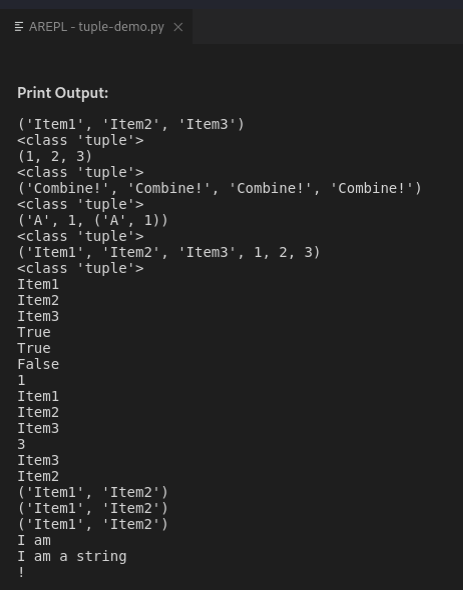 AREPL - tuple-demo.py
Print Output:
('Item1', 'Item2', 'Item3')
<class 'tuple'>
(1, 2, 3)
<class 'tuple'>
('Combine!', 'Combine!', 'Combine!', 'Combine!')
<class 'tuple'>
('A', 1, ('A', 1))
<class 'tuple'>
('Item1', 'Item2', 'Item3', 1, 2, 3)
<class 'tuple'>
Item1
Item2
Item3
True
True
False
1
Item1
Item2
Item3
3
Item3
Item2
('Item1', 'Item2')
('Item1', 'Item2')
('Item1', 'Item2')
I am
I am a string
!